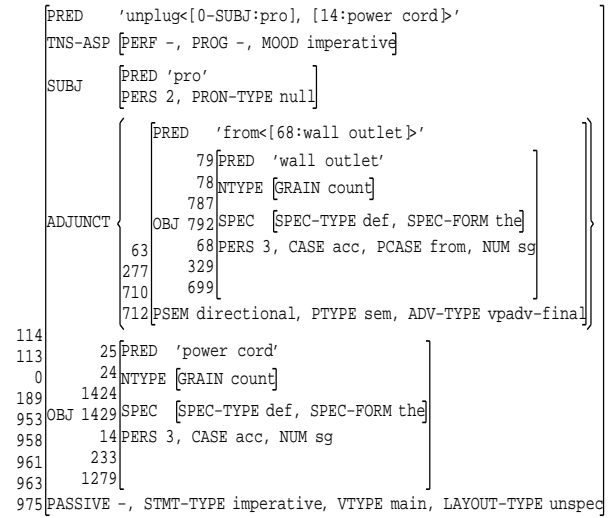 PRED 'unplug<[0-SUBJ:pro], [14:power cord]>'
TNS-ASP [PERF -, PROG -, MOOD imperative]
SUBJ [PRED 'pro'
PERS 2, PRON-TYPE null]
PRED 'from<[68:wall outlet]>'
79 PRED 'wall outlet'
78 NTYPE [GRAIN count]
787
ADJUNCT OBJ 792 SPEC [SPEC-TYPE def, SPEC-FORM the]
63 68 PERS 3, CASE acc, PCASE from, NUM sg
277 329
710 699
712 PSEM directional, PTYPE sem, ADV-TYPE vpadv-final
114
113 25 PRED 'power cord'
0 24 NTYPE [GRAIN count]
189 1424
953 OBJ 1429 SPEC [SPEC-TYPE def, SPEC-FORM the]
958 14 PERS 3, CASE acc, NUM sg
961 233
963 1279
975 PASSIVE -, STMT-TYPE imperative, VTYPE main, LAYOUT-TYPE unspec